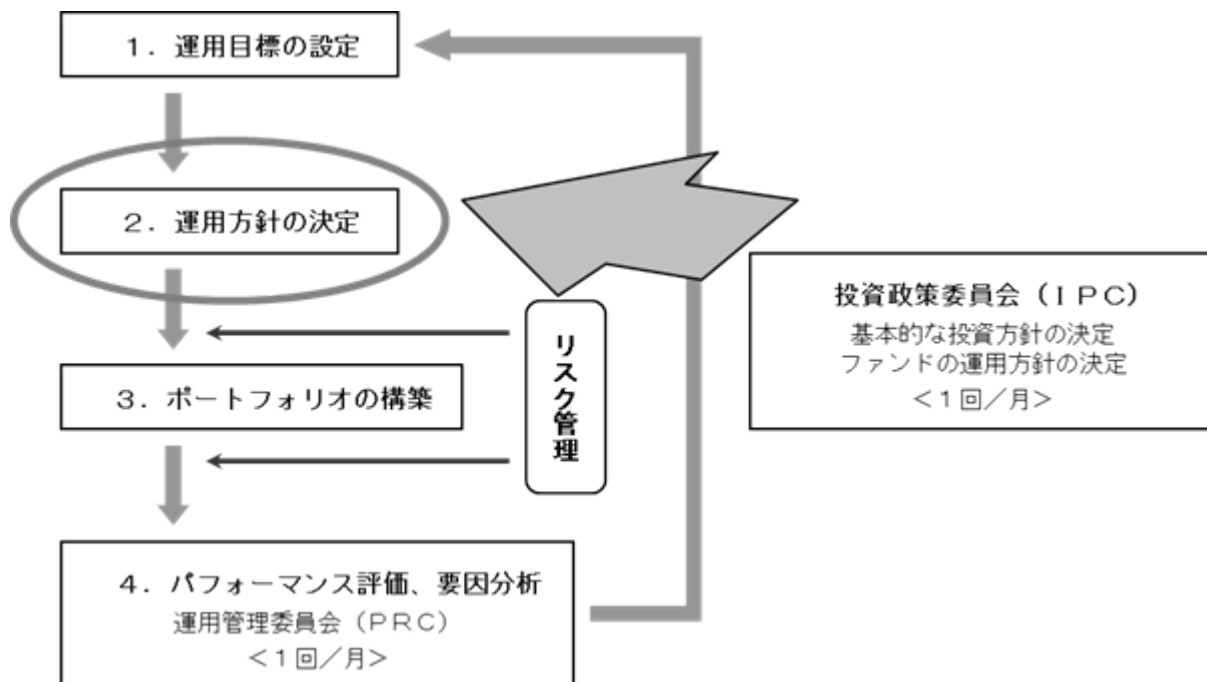 １．運用目標の設定
２．運用方針の決定
３．ポートフォリオの構築
リスク管理
４．パフォーマンス評価、要因分析
運用管理委員会（ＰＲＣ）
＜１回／月＞
投資政策委員会（ＩＰＣ）
基本的な投資方針の決定
ファンドの運用方針の決定
＜１回／月＞